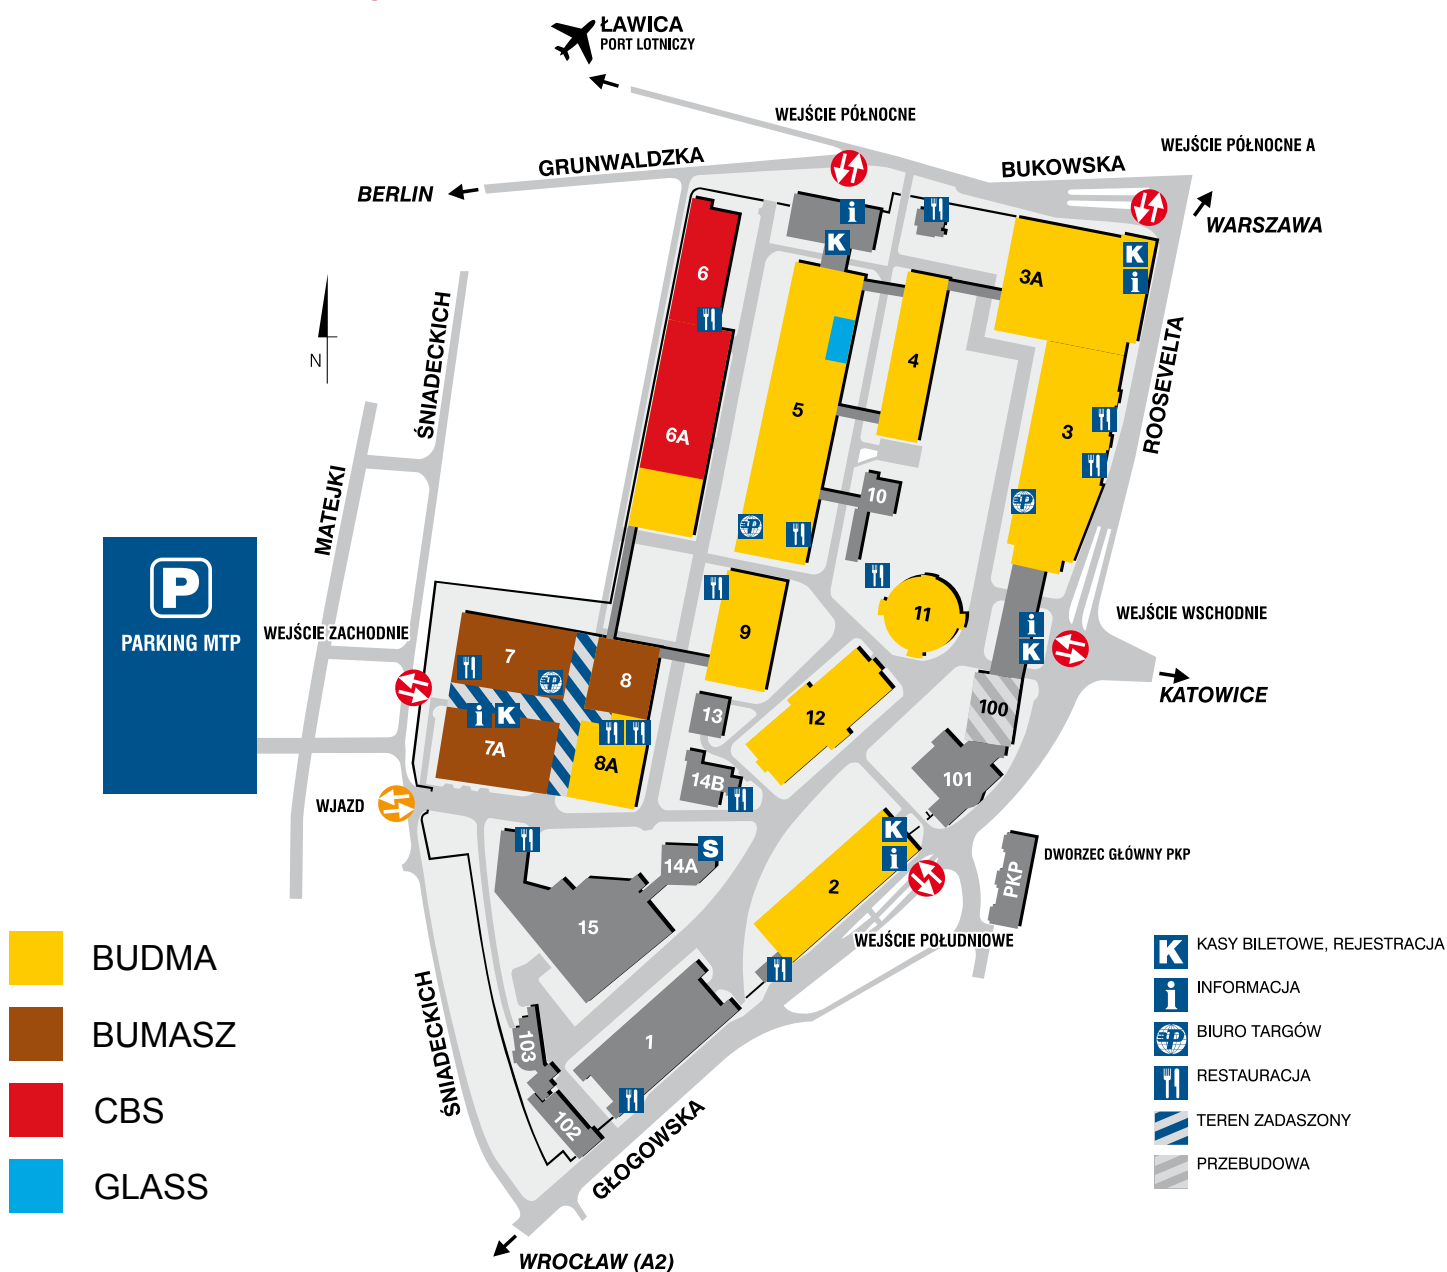 ŁAWICA
PORT LOTNICZY
WEJŚCIE PÓŁNOCNE
WEJŚCIE PÓŁNOCNE A
GRUNWALDZKA
BUKOWSKA
BERLIN
WARSZAWA
i
K
K
i
6
3A
N
ŚNIADECKICH
ROOSEVELTA
4
5
3
6A
MATEJKI
10
P
PARKING MTP
WEJŚCIE ZACHODNIE
WEJŚCIE WSCHODNIE
11
9
i
K
7
8
KATOWICE
i K
13
12
100
7A
8A
14B
101
WJAZD
K
i
S
14A
DWORZEC GŁÓWNY PKP
PKP
2
15
WEJŚCIE POŁUDNIOWE
ŚNIADECKICH
103
1
102
GŁOGOWSKA
WROCŁAW (A2)
BUDMA
BUMASZ
CBS
GLASS
K KASY BILETOWE, REJESTRACJA
i INFORMACJA
BIURO TARGÓW
RESTAURACJA
TEREN ZADASZONY
PRZEBUDOWA